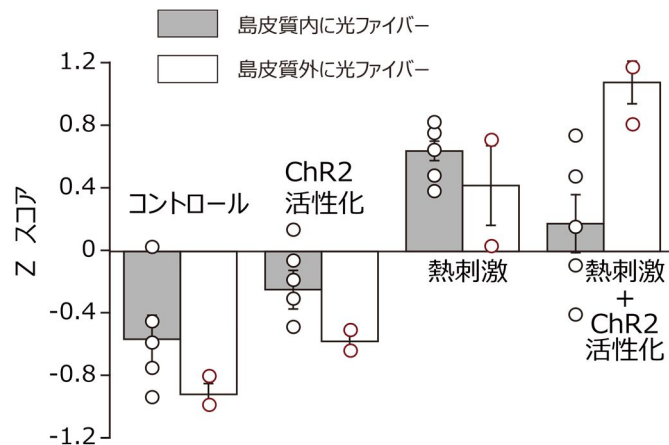 島皮質内に光ファイバー
島皮質外に光ファイバー
Z スコア
1.2
0.8
0.4
0
-0.4
-0.8
-1.2
コントロール
ChR2
活性化
熱刺激
熱刺激
+
ChR2
活性化